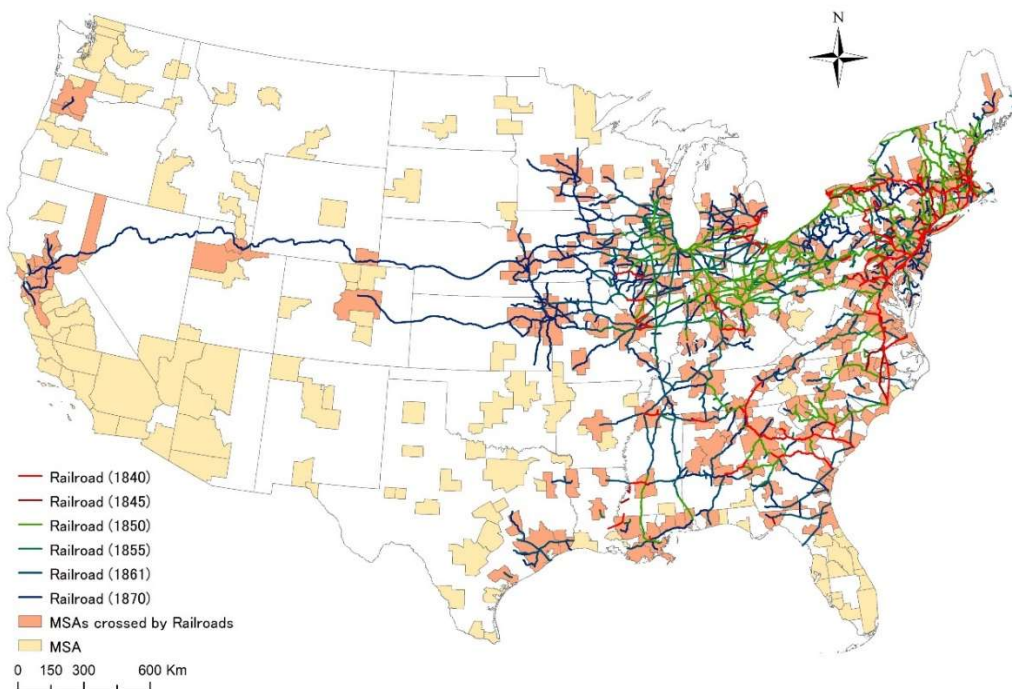 N
Railroad (1840)
Railroad (1845)
Railroad (1850)
Railroad (1855)
Railroad (1861)
Railroad (1870)
MSAs crossed by Railroads
MSA
0 150 300 600 Km